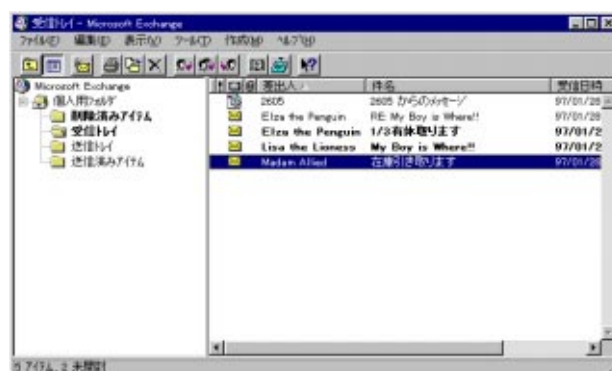 受信トレイ - Microsoft Exchange
ファイル(F) 編集(E) 表示(V) ツール(T) 作成(M) ヘルプ(H)
Microsoft Exchange
個人用フォルダ
削除済みアイテム
受信トレイ
送信トレイ
送信済みアイテム
差出人 件名 受信日時
2605 2605 からのメッセージ 97/01/28
Elza the Penguin RE: My Boy is Where!! 97/01/28
Elza the Penguin 1/3有休取ります 97/01/2
Lisa the Lioness My Boy is Where!! 97/01/2
Madam Allied 在庫引き取ります 97/01/28
5 アイテム, 2 未開封